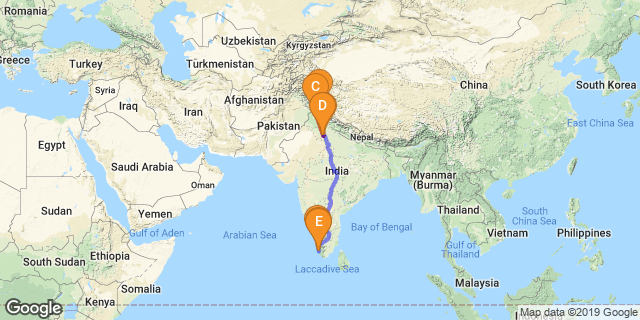 Romania
Uzbekistan
Kyrgyzstan
Greece
Turkey
Türkmenistan
China
South Korea
Syria
Iraq
Iran
Afghanistan
C
D
Pakistan
Nepal
East China Sea
Egypt
Saudi Arabia
Oman
India
Myanmar
(Burma)
Sudan
Yemen
Gulf of Aden
Arabian Sea
E
Bay of Bengal
Thailand
South
China Sea
Vietnam
Philippines
Gulf of
Thailand
South Sudan
Ethiopia
Somalia
Laccadive Sea
Malaysia
Kenya
Google
Map data ©2019 Google